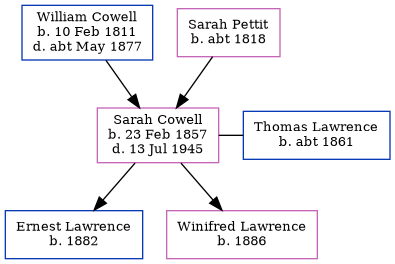 William Cowell
b. 10 Feb 1811
d. abt May 1877
Sarah Pettit
b. abt 1818
Sarah Cowell
b. 23 Feb 1857
d. 13 Jul 1945
Thomas Lawrence
b. abt 1861
Ernest Lawrence
b. 1882
Winifred Lawrence
b. 1886